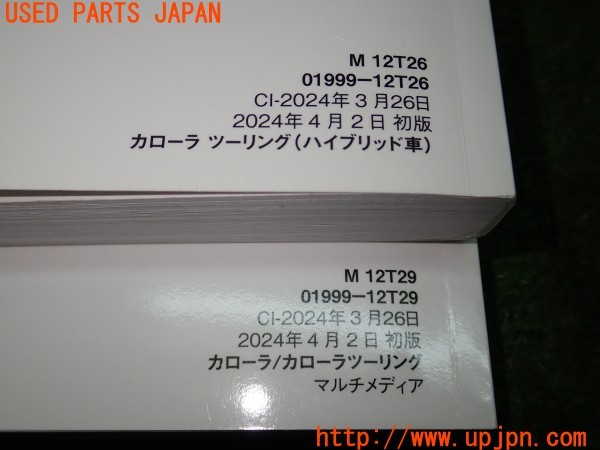 USED PARTS JAPAN
M 12T26
01999-12T26
CI-2024年3月26日
2024年4月2日 初版
カローラ ツーリング(ハイブリッド車)
M 12T29
01999-12T29
CI-2024年3月26日
2024年4月2日 初版
カローラ/カローラツーリング
マルチメディア
http://www.upjpn.com